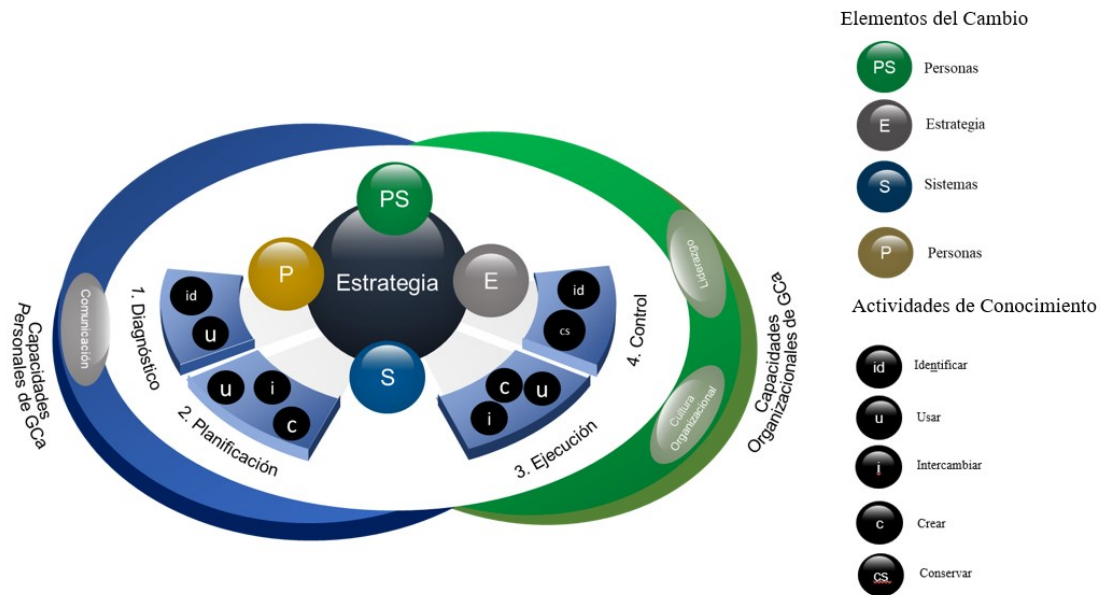 Elementos del Cambio
PS
Personas
E
Estrategia
S
Sistemas
P
Personas
Actividades de Conocimiento
id
Identificar
u
Usar
i
Intercambiar
c
Crear
cs
Conservar
PS
P
Estrategia
E
S
1. Diagnóstico
id
u
2. Planificación
u
i
c
3. Ejecución
c
u
i
4. Control
id
cs
Comunicación
Capacidades
Personales de GCa
Liderazgo
Cultura
Organizacional
Capacidades
Organizacionales de GCa